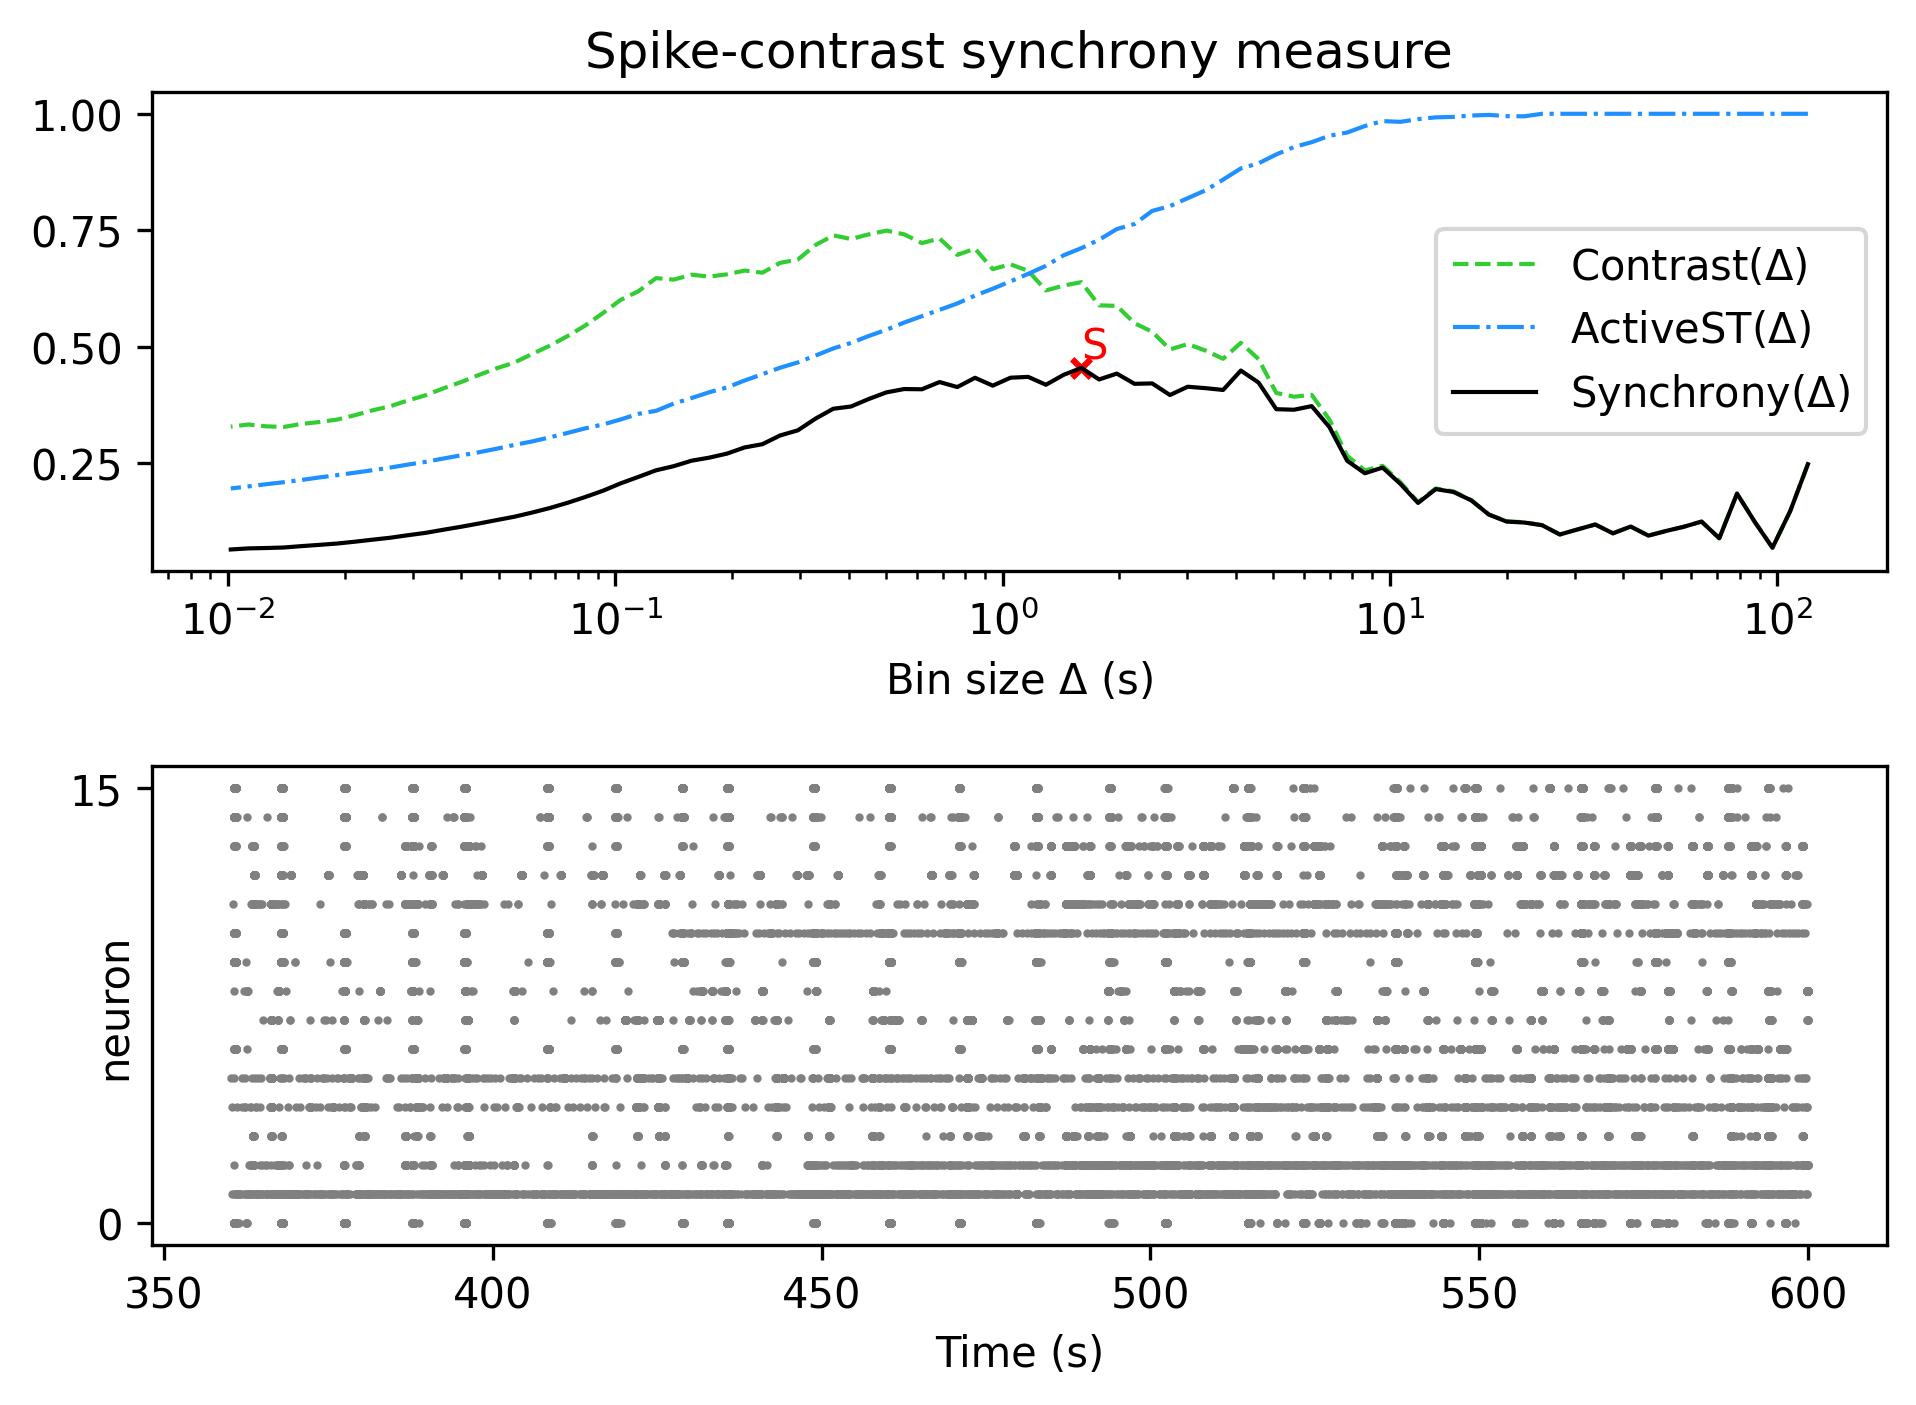 Spike-contrast synchrony measure
1.00
0.75
0.50
0.25
S
Contrast(Δ)
ActiveST(Δ)
Synchrony(Δ)
10⁻² 10⁻¹ 10⁰ 10¹ 10²
Bin size Δ (s)
15
neuron
0
350 400 450 500 550 600
Time (s)